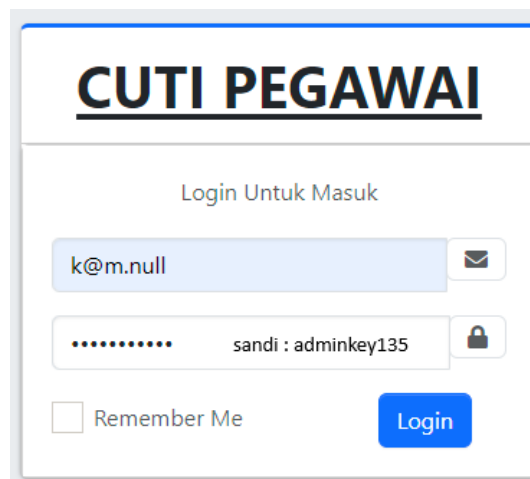 CUTI PEGAWAI
Login Untuk Masuk
k@m.null
••••••••••• sandi : adminkey135
Remember Me
Login